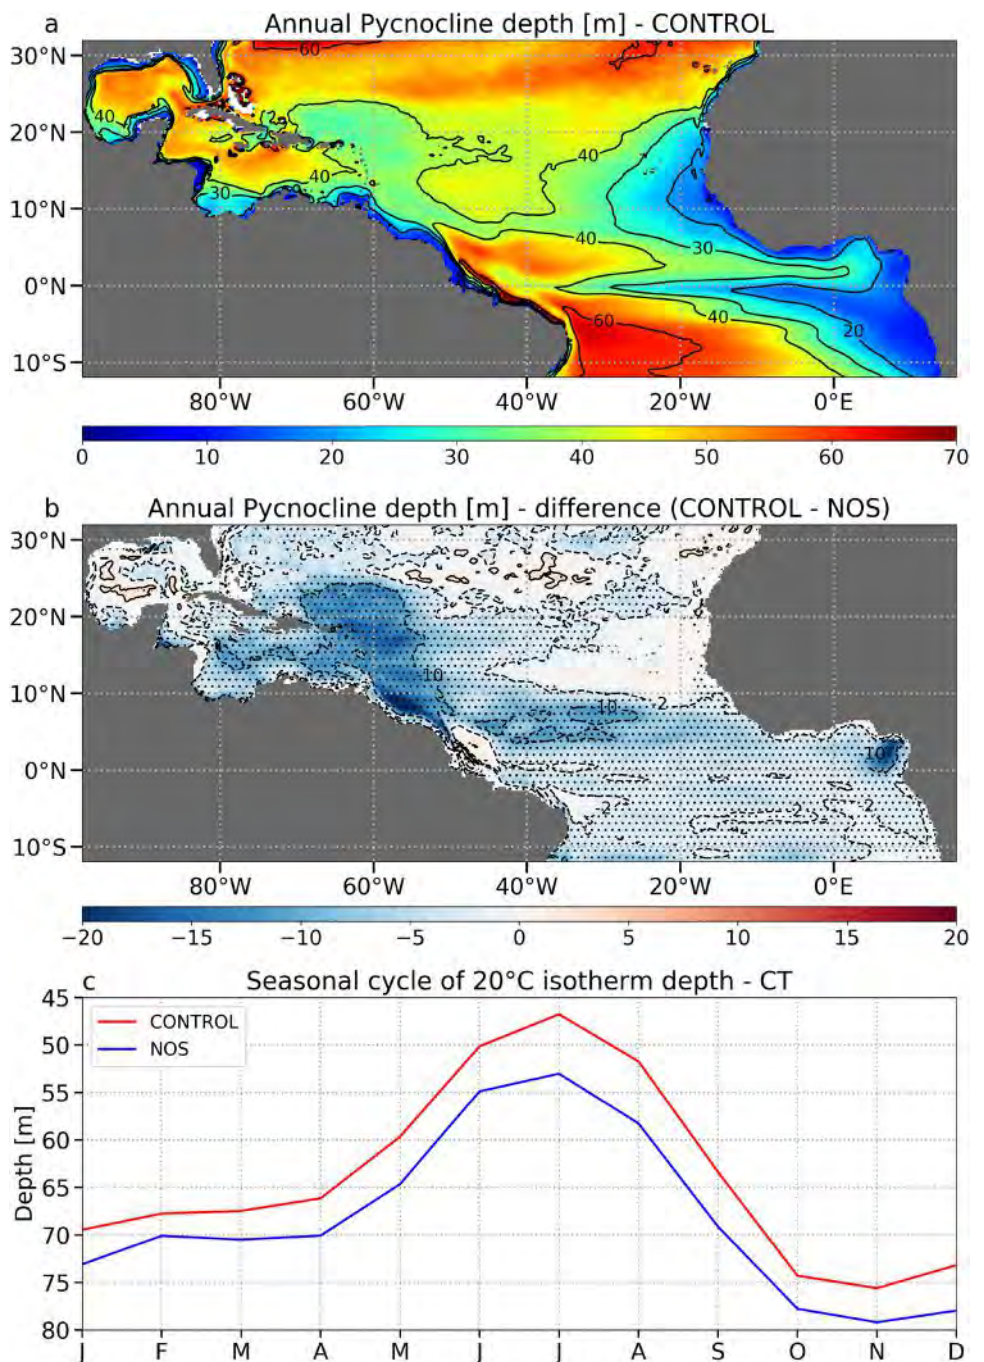 a Annual Pycnocline depth [m] - CONTROL
30°N
20°N
10°N
0°N
10°S
60
40
40
40
30
40
30
40
20
60
80°W 60°W 40°W 20°W 0°E
0 10 20 30 40 50 60 70
b Annual Pycnocline depth [m] - difference (CONTROL - NOS)
30°N
20°N
10°N
0°N
10°S
10
-2
10
10
-2
2
2
80°W 60°W 40°W 20°W 0°E
−20 −15 −10 −5 0 5 10 15 20
c Seasonal cycle of 20°C isotherm depth - CT
CONTROL
NOS
Depth [m]
45
50
55
60
65
70
75
80
J F M A M J J A S O N D